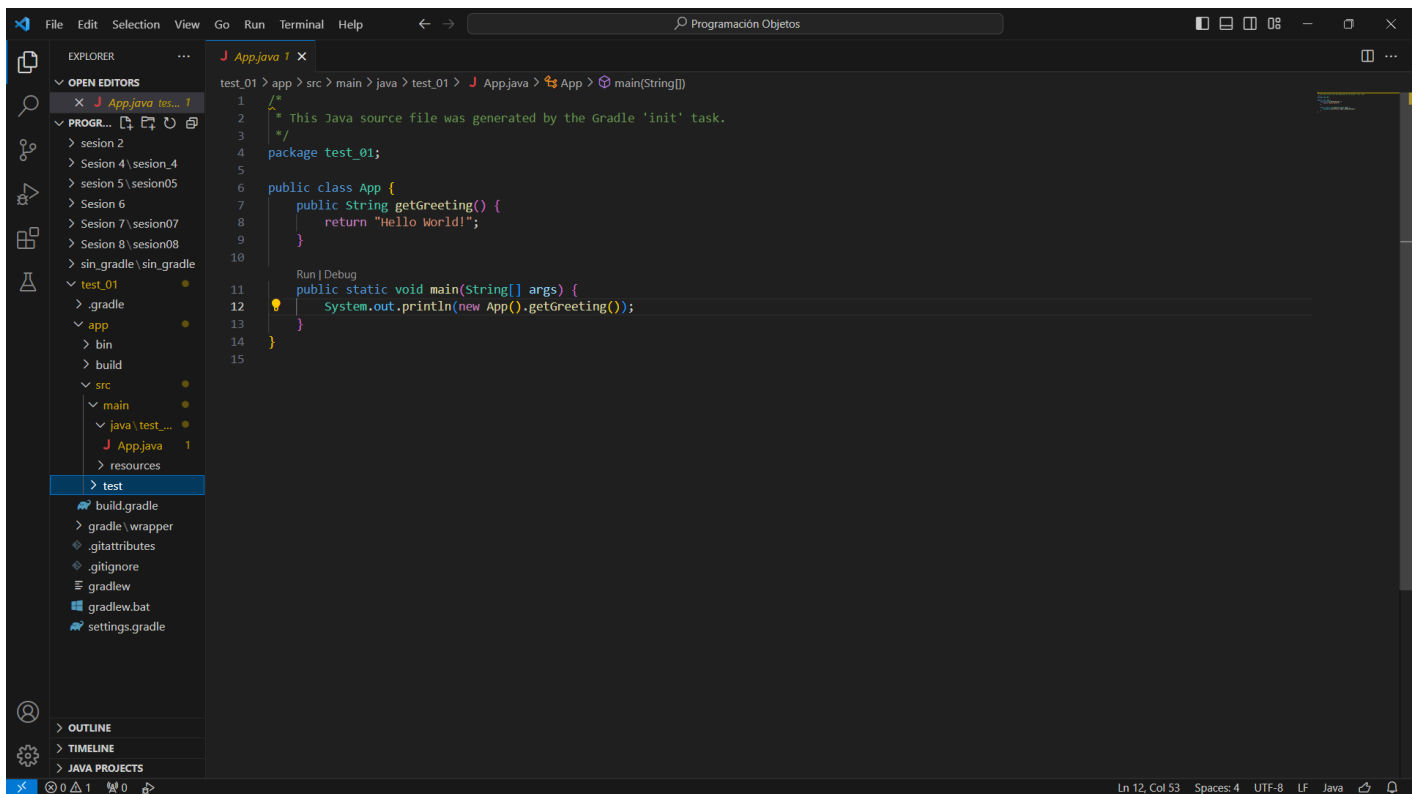 File Edit Selection View Go Run Terminal Help
Programación Objetos
EXPLORER
OPEN EDITORS
App.java tes... 1
PROGR...
sesion 2
Sesion 4\sesion_4
sesion 5\sesion05
Sesion 6
Sesion 7\sesion07
Sesion 8\sesion08
sin_gradle\sin_gradle
test_01
.gradle
app
bin
build
src
main
java\test_...
App.java 1
resources
test
build.gradle
gradle\wrapper
.gitattributes
.gitignore
gradlew
gradlew.bat
settings.gradle
OUTLINE
TIMELINE
JAVA PROJECTS
App.java 1
test_01 > app > src > main > java > test_01 > App.java > App > main(String[])
1 /*
2 * This Java source file was generated by the Gradle 'init' task.
3 */
4 package test_01;
5
6 public class App {
7 public String getGreeting() {
8 return "Hello World!";
9 }
10
Run | Debug
11 public static void main(String[] args) {
12 System.out.println(new App().getGreeting());
13 }
14 }
15
0 1 0
Ln 12, Col 53 Spaces: 4 UTF-8 LF Java